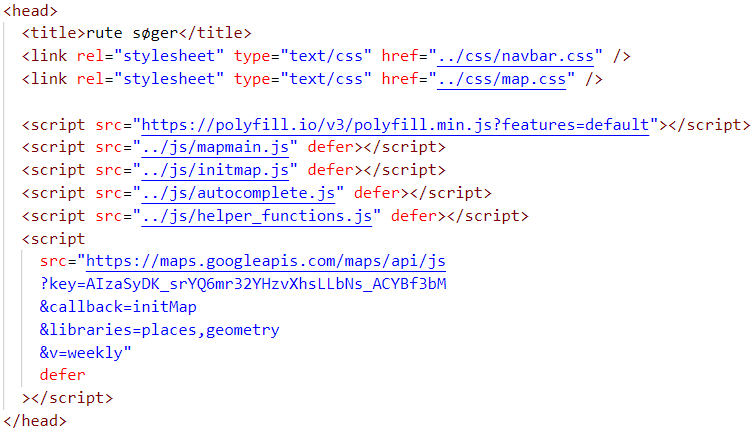 <head>
<title>rute søger</title>
<link rel="stylesheet" type="text/css" href="../css/navbar.css" />
<link rel="stylesheet" type="text/css" href="../css/map.css" />
<script src="https://polyfill.io/v3/polyfill.min.js?features=default"></script>
<script src="../js/mapmain.js" defer></script>
<script src="../js/initmap.js" defer></script>
<script src="../js/autocomplete.js" defer></script>
<script src="../js/helper_functions.js" defer></script>
<script
src="https://maps.googleapis.com/maps/api/js
?key=AIzaSyDK_srYQ6mr32YHzvXhsLLbNs_ACYBf3bM
&callback=initMap
&libraries=places,geometry
&v=weekly"
defer
></script>
</head>